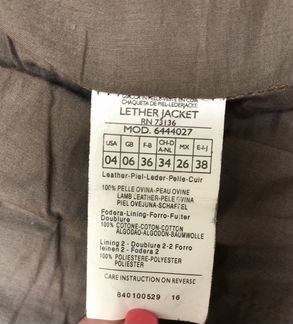 CHAQUETA DE PIEL-LEDERJACKE
LETHER JACKET
RN 73136
MOD. 6444027
USA GB F-B CH-D A-NL MX E-I-J
04 06 36 34 26 38
Leather-Piel-Leder-Pelle-Cuir
100% PELLE OVINA-PEAU OVINE
LAMB LEATHER-PELE OVINA
PIEL OVEJUNA-SCHAFFEL
Fodera-Lining-Forro-Futter
Doublure
100% COTONE-COTTON-COTTON
ALGODAO-ALGODON-BAUMWOLLE
Lining 2 - Doublure 2-2 Forro
leinen 2 - Fodera 2
100% POLIESTERE-POLYESTER
POLIESTER
CARE INSTRUCTION ON REVERSE
840100529 16